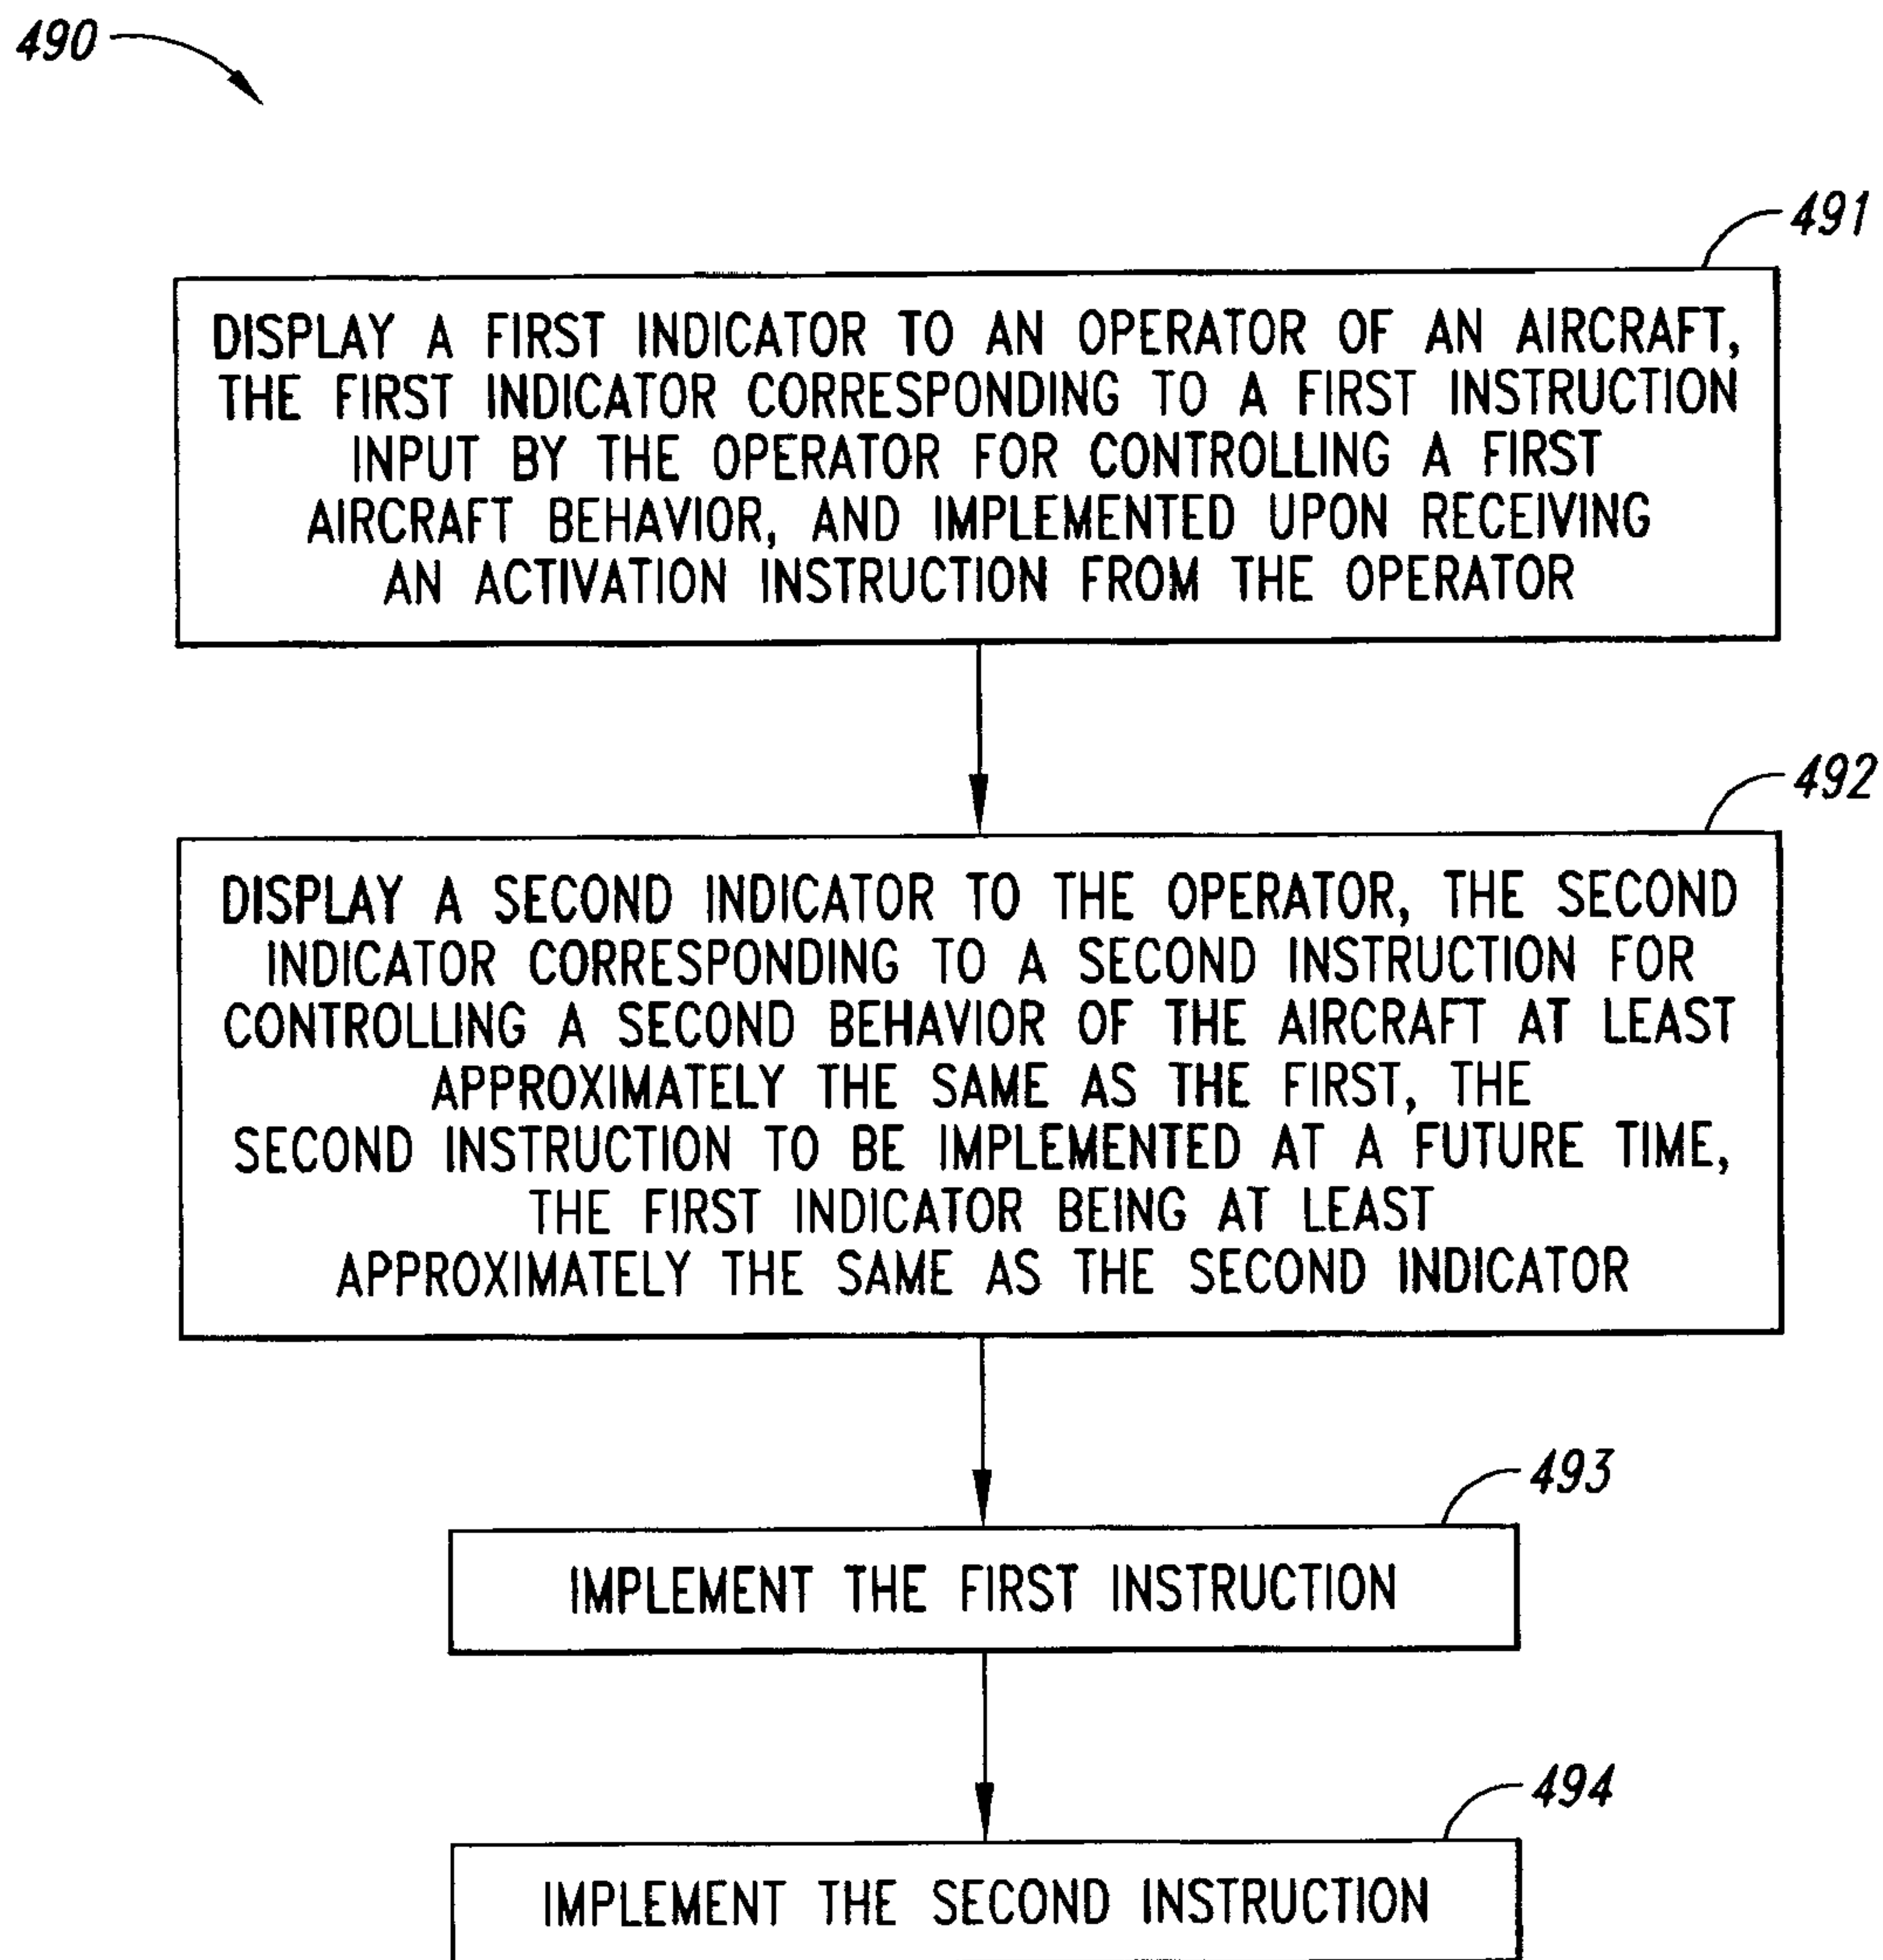 490
491
DISPLAY A FIRST INDICATOR TO AN OPERATOR OF AN AIRCRAFT,
THE FIRST INDICATOR CORRESPONDING TO A FIRST INSTRUCTION
INPUT BY THE OPERATOR FOR CONTROLLING A FIRST
AIRCRAFT BEHAVIOR, AND IMPLEMENTED UPON RECEIVING
AN ACTIVATION INSTRUCTION FROM THE OPERATOR
492
DISPLAY A SECOND INDICATOR TO THE OPERATOR, THE SECOND
INDICATOR CORRESPONDING TO A SECOND INSTRUCTION FOR
CONTROLLING A SECOND BEHAVIOR OF THE AIRCRAFT AT LEAST
APPROXIMATELY THE SAME AS THE FIRST, THE
SECOND INSTRUCTION TO BE IMPLEMENTED AT A FUTURE TIME,
THE FIRST INDICATOR BEING AT LEAST
APPROXIMATELY THE SAME AS THE SECOND INDICATOR
493
IMPLEMENT THE FIRST INSTRUCTION
494
IMPLEMENT THE SECOND INSTRUCTION